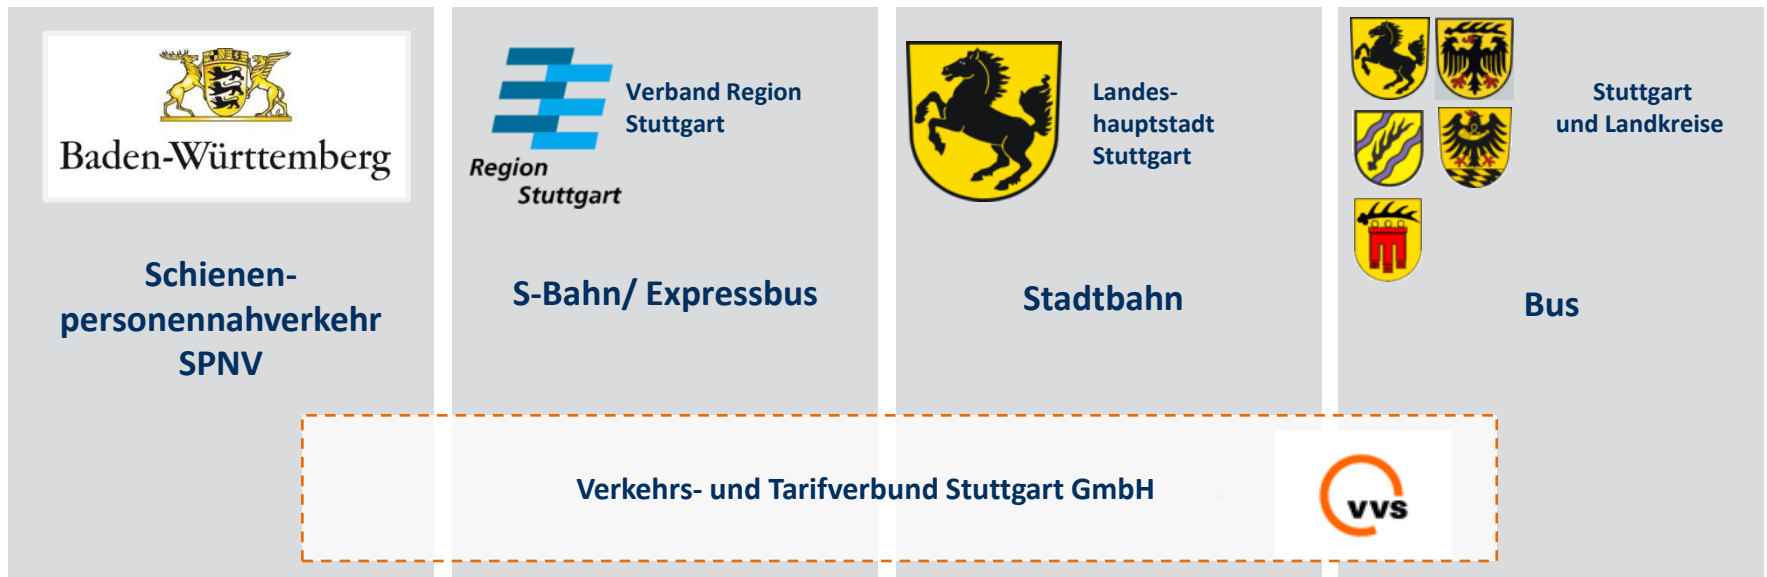 Baden-Württemberg
Schienen-
personennahverkehr
SPNV
Verband Region
Stuttgart
Region
Stuttgart
S-Bahn/ Expressbus
Landes-
hauptstadt
Stuttgart
Stadtbahn
Stuttgart
und Landkreise
Bus
Verkehrs- und Tarifverbund Stuttgart GmbH
vvs